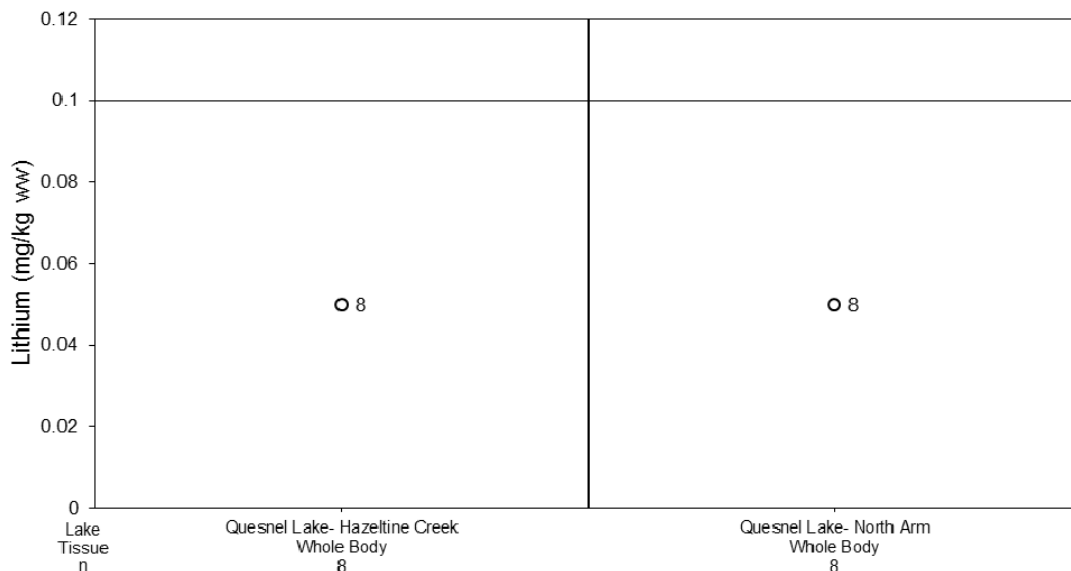 0.12
0.1
0.08
0.06
0.04
0.02
0
Lithium (mg/kg ww)
8
8
Lake Quesnel Lake- Hazeltine Creek Quesnel Lake- North Arm
Tissue Whole Body Whole Body
n 8 8